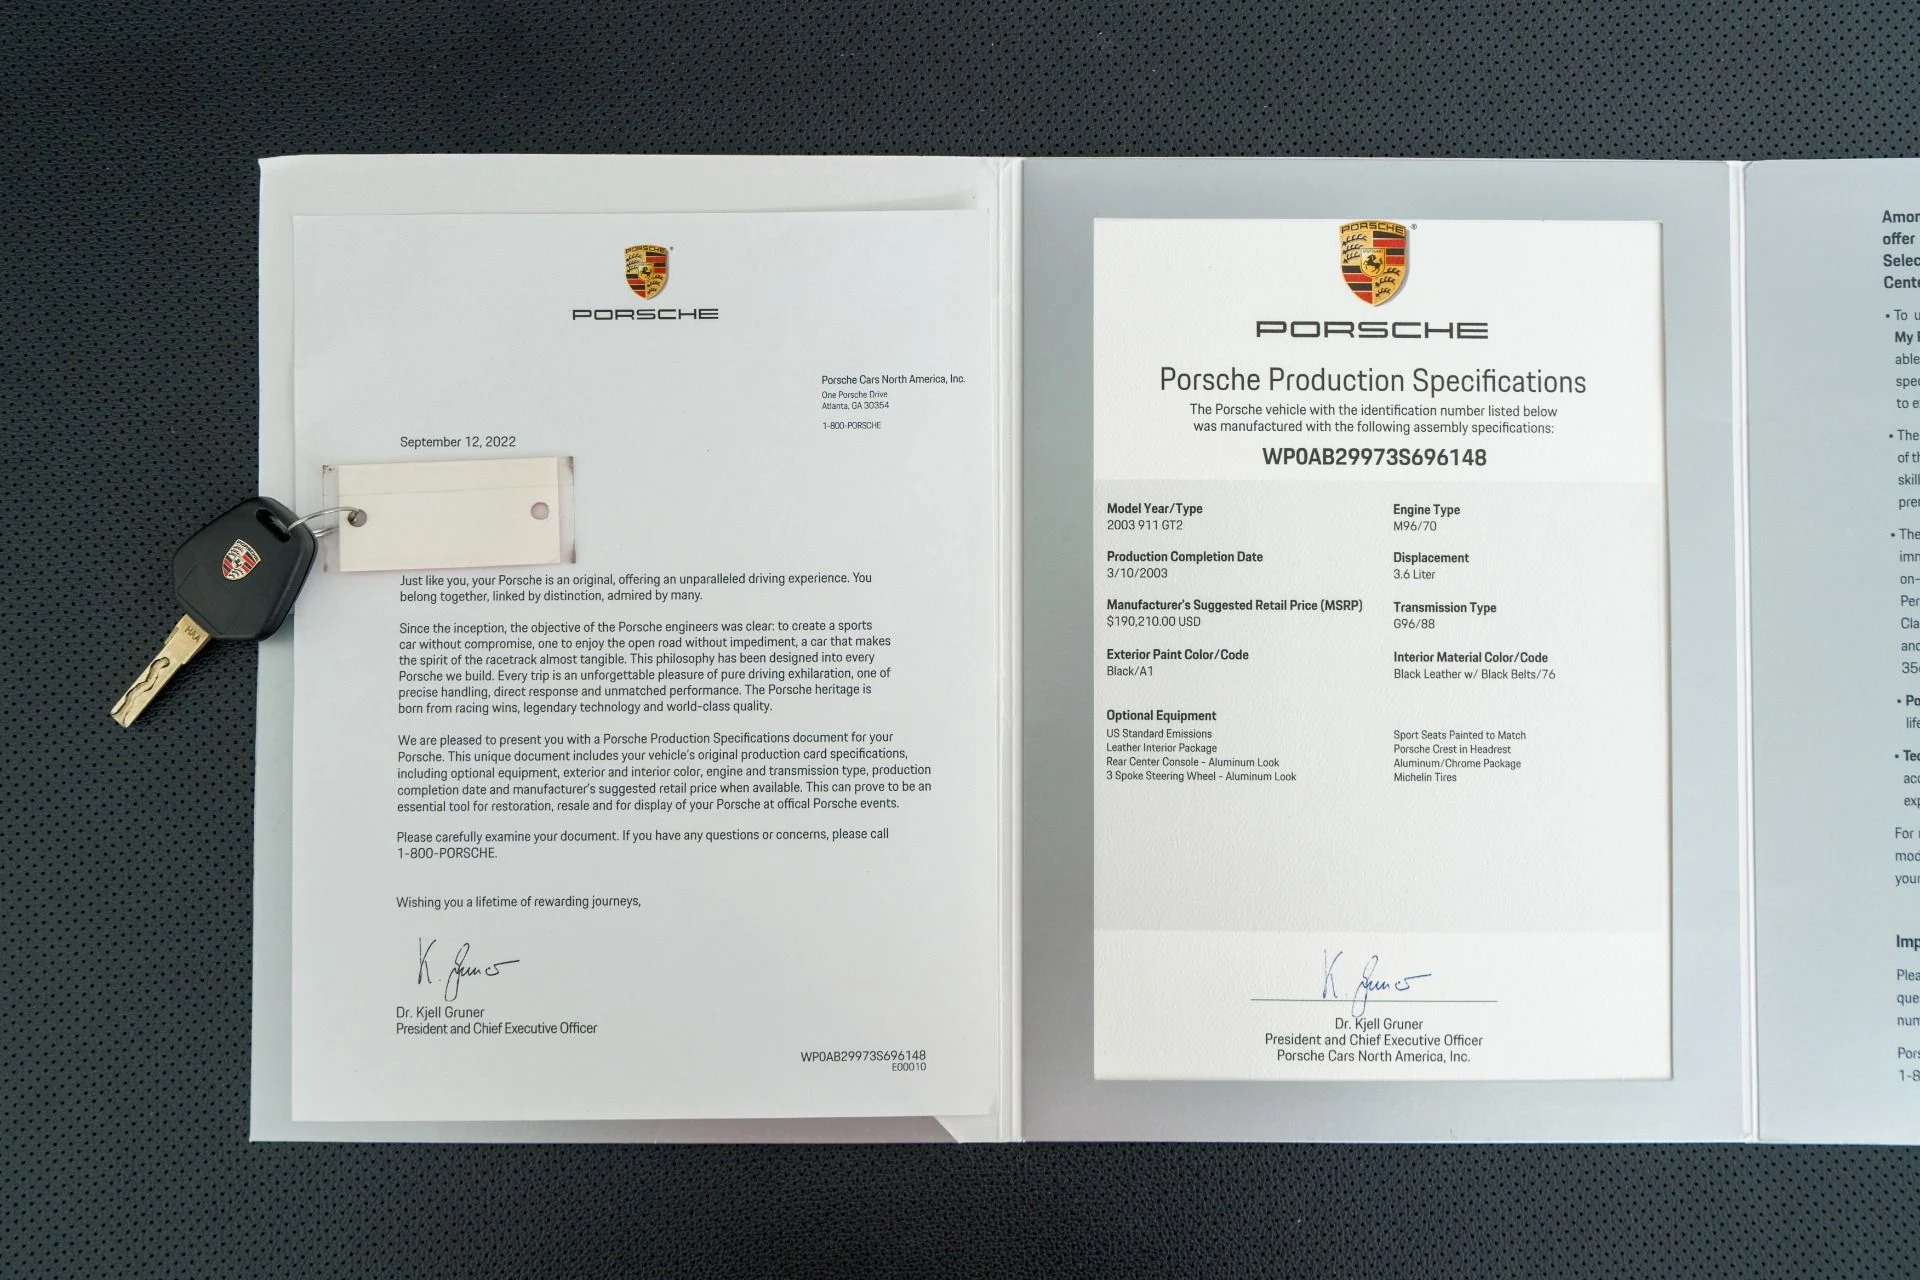 PORSCHE
PORSCHE
Porsche Cars North America, Inc.
One Porsche Drive
Atlanta, GA 30354
1-800-PORSCHE
September 12, 2022
HAA
Just like you, your Porsche is an original, offering an unparalleled driving experience. You
belong together, linked by distinction, admired by many.
Since the inception, the objective of the Porsche engineers was clear: to create a sports
car without compromise, one to enjoy the open road without impediment, a car that makes
the spirit of the racetrack almost tangible. This philosophy has been designed into every
Porsche we build. Every trip is an unforgettable pleasure of pure driving exhilaration, one of
precise handling, direct response and unmatched performance. The Porsche heritage is
born from racing wins, legendary technology and world-class quality.
We are pleased to present you with a Porsche Production Specifications document for your
Porsche. This unique document includes your vehicle's original production card specifications,
including optional equipment, exterior and interior color, engine and transmission type, production
completion date and manufacturer's suggested retail price when available. This can prove to be an
essential tool for restoration, resale and for display of your Porsche at offical Porsche events.
Please carefully examine your document. If you have any questions or concerns, please call
1-800-PORSCHE.
Wishing you a lifetime of rewarding journeys,
K. Gruner
Dr. Kjell Gruner
President and Chief Executive Officer
WP0AB29973S696148
E00010
PORSCHE
PORSCHE
Porsche Production Specifications
The Porsche vehicle with the identification number listed below
was manufactured with the following assembly specifications:
WP0AB29973S696148
Model Year/Type
2003 911 GT2
Production Completion Date
3/10/2003
Manufacturer's Suggested Retail Price (MSRP)
$190,210.00 USD
Exterior Paint Color/Code
Black/A1
Engine Type
M96/70
Displacement
3.6 Liter
Transmission Type
G96/88
Interior Material Color/Code
Black Leather w/ Black Belts/76
Optional Equipment
US Standard Emissions
Leather Interior Package
Rear Center Console - Aluminum Look
3 Spoke Steering Wheel - Aluminum Look
Sport Seats Painted to Match
Porsche Crest in Headrest
Aluminum/Chrome Package
Michelin Tires
K. Gruner
Dr. Kjell Gruner
President and Chief Executive Officer
Porsche Cars North America, Inc.
offer
• To
My
able
• The
of
• The
on-
and
For
your